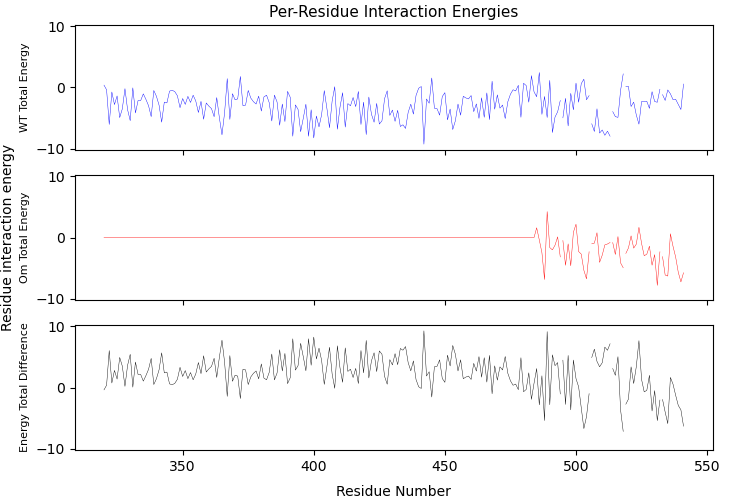 Per-Residue Interaction Energies
10
0
−10
WT Total Energy
10
0
−10
Om Total Energy
Residue interaction energy
10
0
−10
Energy Total Difference
350
400
450
500
550
Residue Number